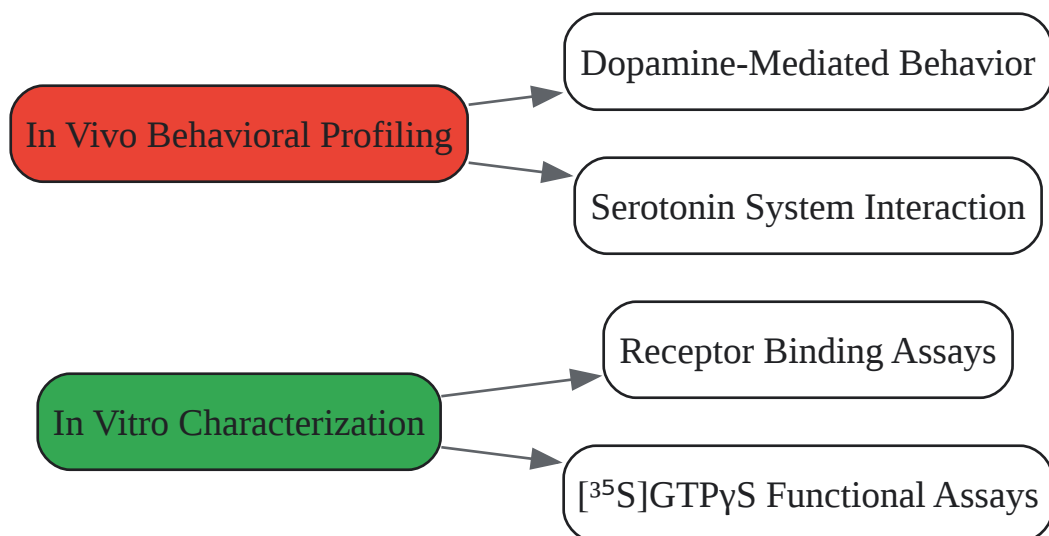 Dopamine-Mediated Behavior
In Vivo Behavioral Profiling
Serotonin System Interaction
Receptor Binding Assays
In Vitro Characterization
[³⁵S]GTPγS Functional Assays